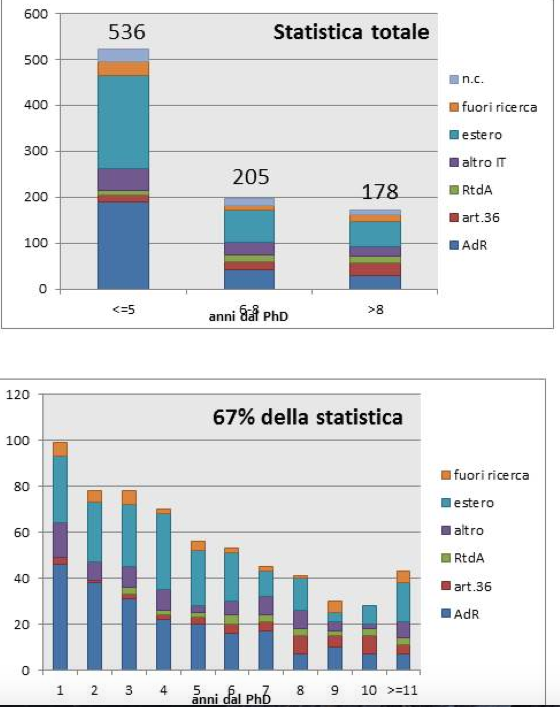 600
500
400
300
200
100
0
536
205
178
Statistica totale
n.c.
fuori ricerca
estero
altro IT
RtdA
art.36
AdR
<=5 6-8 >8
anni dal PhD
120
100
80
60
40
20
0
67% della statistica
fuori ricerca
estero
altro
RtdA
art.36
AdR
1 2 3 4 5 6 7 8 9 10 >=11
anni dal PhD